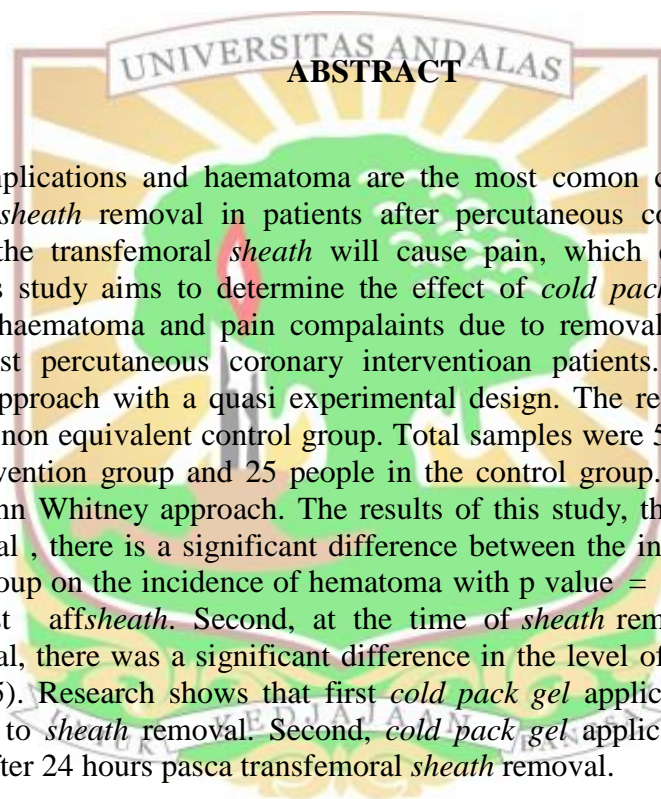 UNIVERSITAS ANDALAS
ABSTRACT
mplications and haematoma are the most comon c
sheath removal in patients after percutaneous co
the transfemoral sheath will cause pain, which
s study aims to determine the effect of cold pack
haematoma and pain compalaints due to removal
st percutaneous coronary interventioan patients.
pproach with a quasi experimental design. The re
non equivalent control group. Total samples were 5
vention group and 25 people in the control group.
nn Whitney approach. The results of this study, th
al , there is a significant difference between the in
oup on the incidence of hematoma with p value =
st affsheath. Second, at the time of sheath rem
al, there was a significant difference in the level of
5). Research shows that first cold pack gel applic
to sheath removal. Second, cold pack gel applic
fter 24 hours pasca transfemoral sheath removal.
UNTUK KEDJAJAAN BANGSA